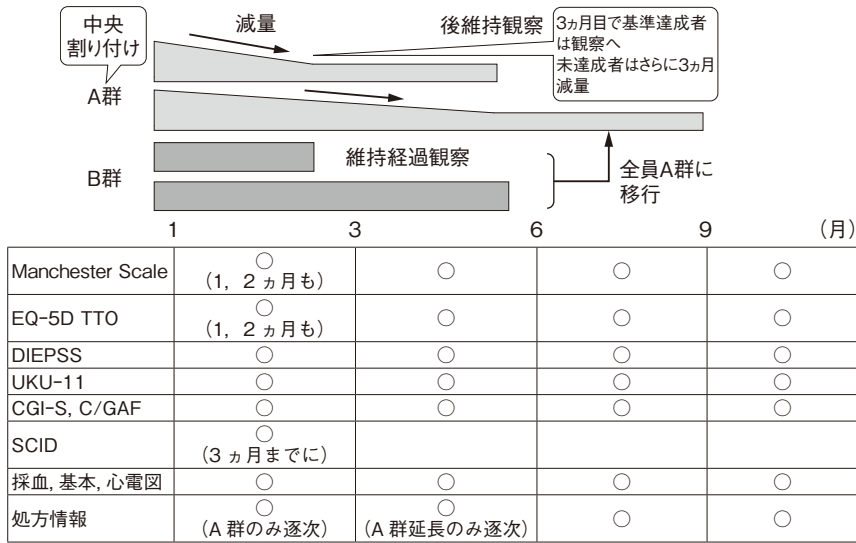 中央
割り付け
減量
後維持観察
3ヵ月目で基準達成者
は観察へ
未達成者はさらに3ヵ月
減量
A群
B群
維持経過観察
全員A群に
移行
1 3 6 9 (月)
Manchester Scale ○ ○ ○ ○
(1, 2 ヵ月も)
EQ-5D TTO ○ ○ ○ ○
(1, 2 ヵ月も)
DIEPSS ○ ○ ○ ○
UKU-11 ○ ○ ○ ○
CGI-S, C/GAF ○ ○ ○ ○
SCID ○
(3 ヵ月までに)
採血, 基本, 心電図 ○ ○ ○ ○
処方情報 ○ ○ ○ ○
(A 群のみ逐次) (A 群延長のみ逐次)